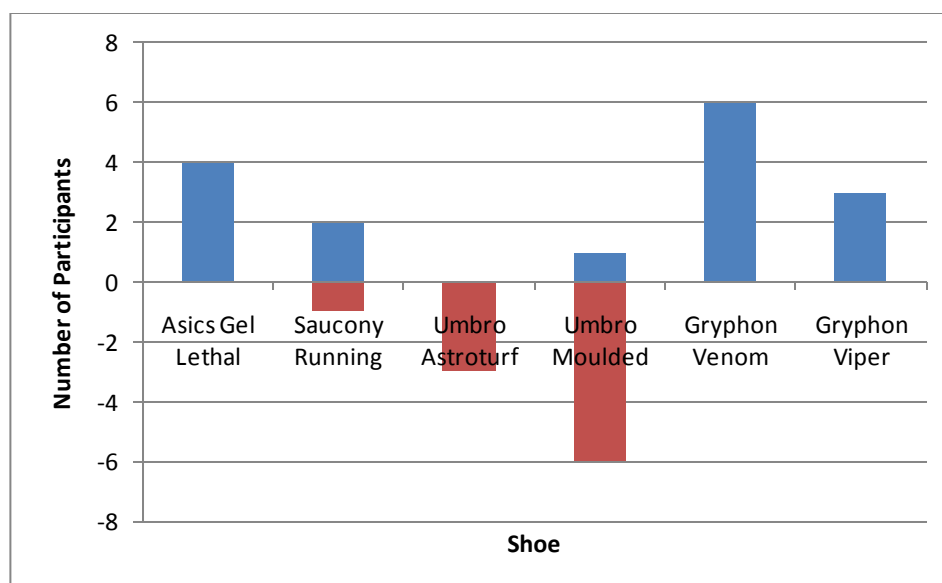 8
6
4
2
0
-2
-4
-6
-8
Number of Participants
Asics Gel
Lethal
Saucony
Running
Umbro
Astroturf
Umbro
Moulded
Gryphon
Venom
Gryphon
Viper
Shoe